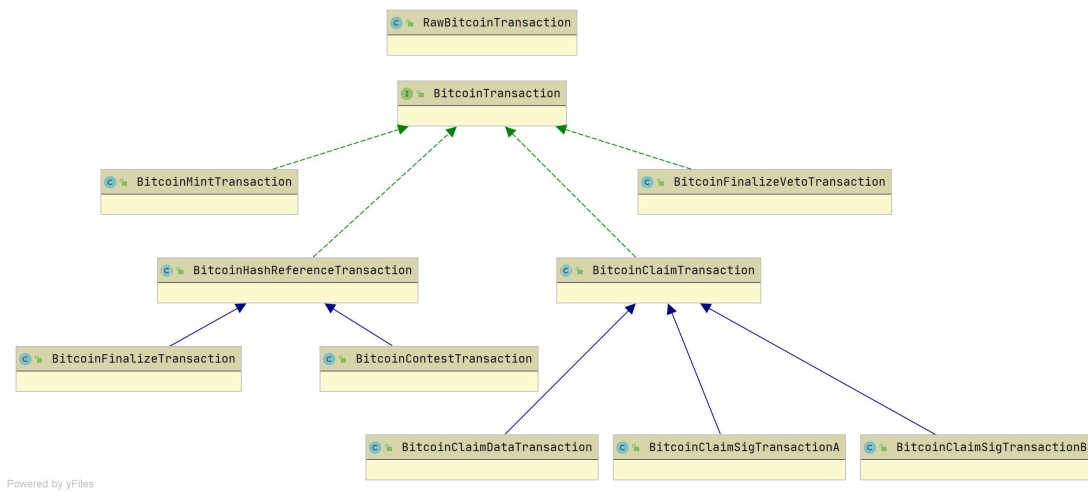 RawBitcoinTransaction
BitcoinTransaction
BitcoinMintTransaction
BitcoinFinalizeVetoTransaction
BitcoinHashReferenceTransaction
BitcoinClaimTransaction
BitcoinFinalizeTransaction
BitcoinContestTransaction
BitcoinClaimDataTransaction
BitcoinClaimSigTransactionA
BitcoinClaimSigTransactionB
Powered by yFiles